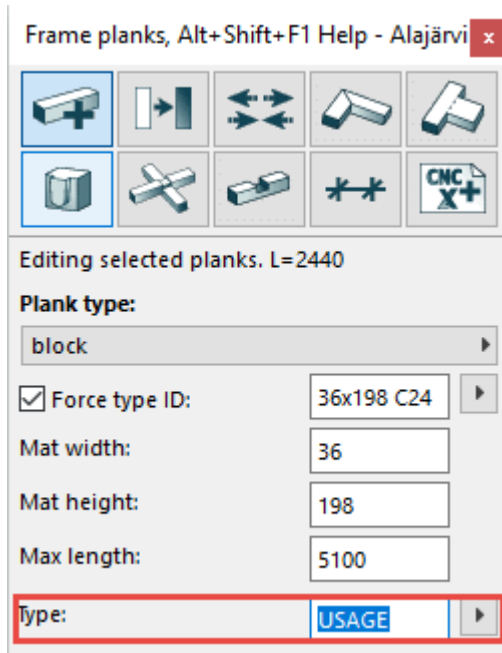 Frame planks, Alt+Shift+F1 Help - Alajärvi x
CNC
X+
Editing selected planks. L=2440
Plank type:
block
Force type ID: 36x198 C24
Mat width: 36
Mat height: 198
Max length: 5100
Type: USAGE